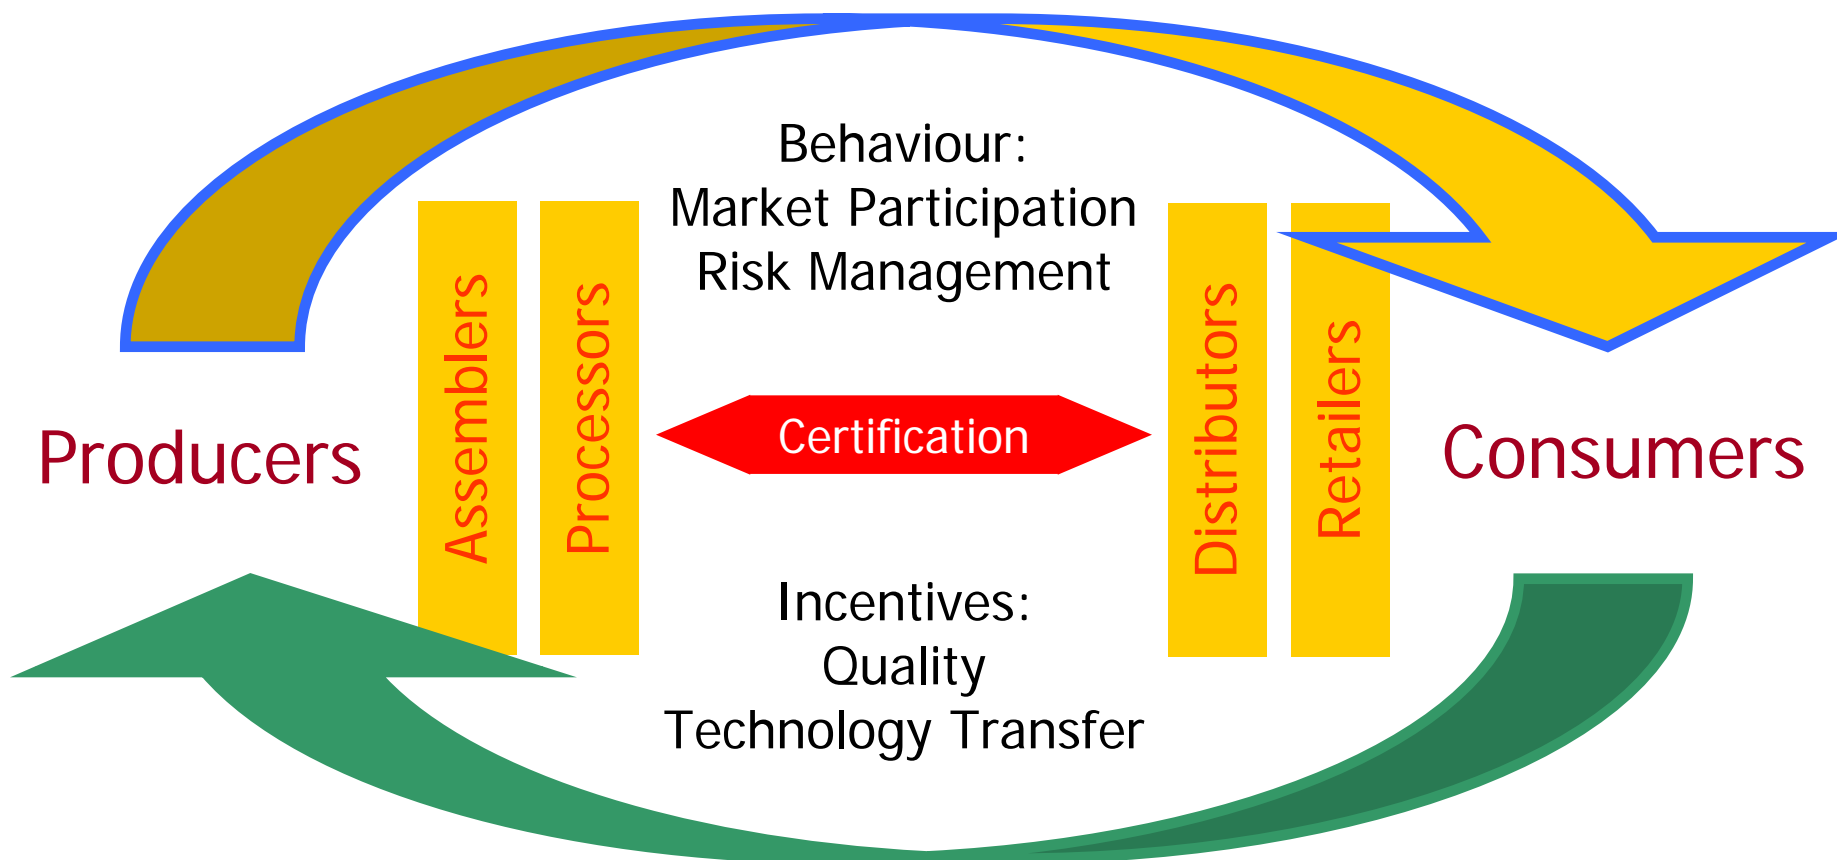 Behaviour:
Market Participation
Risk Management
Producers
Assemblers
Processors
Certification
Distributors
Retailers
Consumers
Incentives:
Quality
Technology Transfer